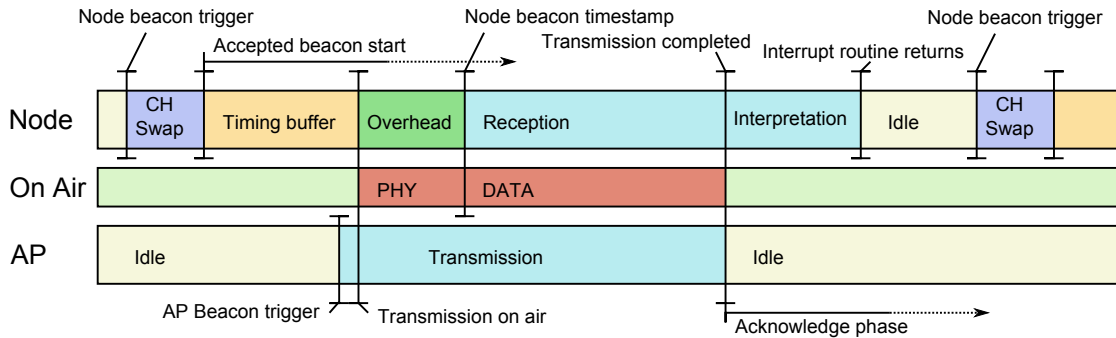 Node beacon trigger
Node beacon timestamp
Node beacon trigger
Accepted beacon start
Transmission completed
Interrupt routine returns
Node
CH
Swap
Timing buffer
Overhead
Reception
Interpretation
Idle
CH
Swap
On Air
PHY
DATA
AP
Idle
Transmission
Idle
AP Beacon trigger
Transmission on air
Acknowledge phase